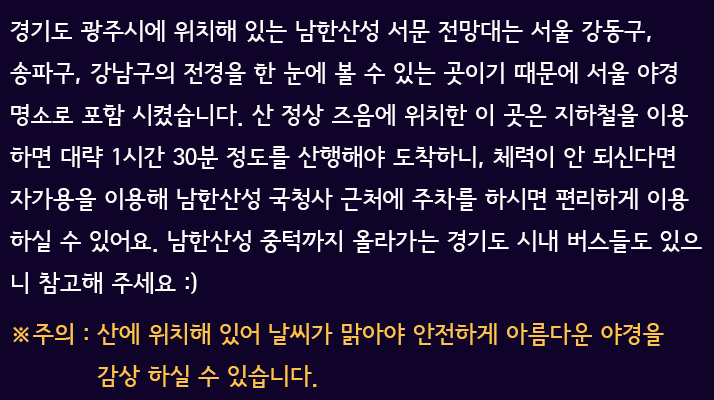 경기도 광주시에 위치해 있는 남한산성 서문 전망대는 서울 강동구,
송파구, 강남구의 전경을 한 눈에 볼 수 있는 곳이기 때문에 서울 야경
명소로 포함 시켰습니다. 산 정상 즈음에 위치한 이 곳은 지하철을 이용
하면 대략 1시간 30분 정도를 산행해야 도착하니, 체력이 안 되신다면
자가용을 이용해 남한산성 국청사 근처에 주차를 하시면 편리하게 이용
하실 수 있어요. 남한산성 중턱까지 올라가는 경기도 시내 버스들도 있으
니 참고해 주세요 :)
※주의 : 산에 위치해 있어 날씨가 맑아야 안전하게 아름다운 야경을
감상 하실 수 있습니다.